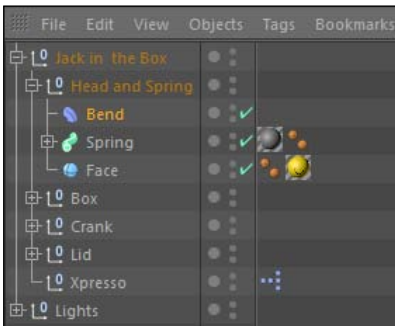 File Edit View Objects Tags Bookmarks
Jack in the Box
Head and Spring
Bend
Spring
Face
Box
Crank
Lid
Xpresso
Lights